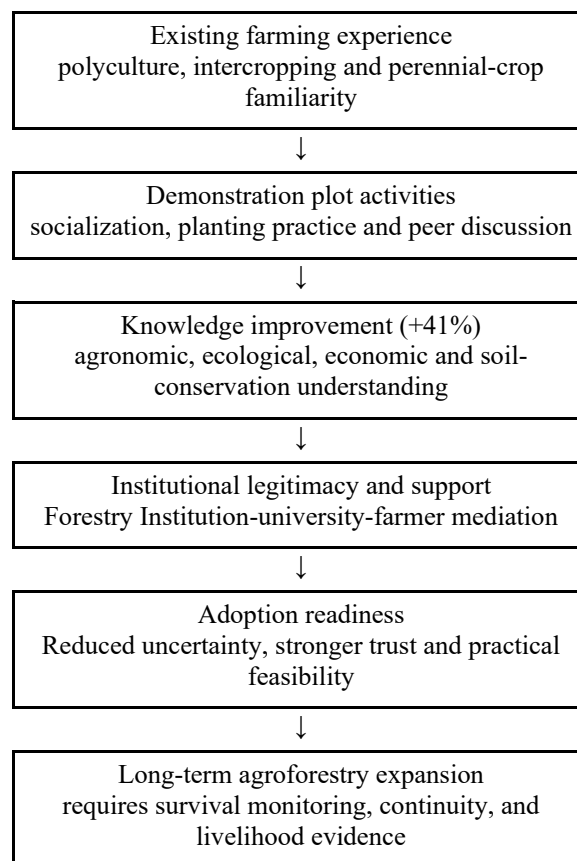 Existing farming experience
polyculture, intercropping and perennial-crop
familiarity
↓
Demonstration plot activities
socialization, planting practice and peer discussion
↓
Knowledge improvement (+41%)
agronomic, ecological, economic and soil-
conservation understanding
↓
Institutional legitimacy and support
Forestry Institution-university-farmer mediation
↓
Adoption readiness
Reduced uncertainty, stronger trust and practical
feasibility
↓
Long-term agroforestry expansion
requires survival monitoring, continuity, and
livelihood evidence